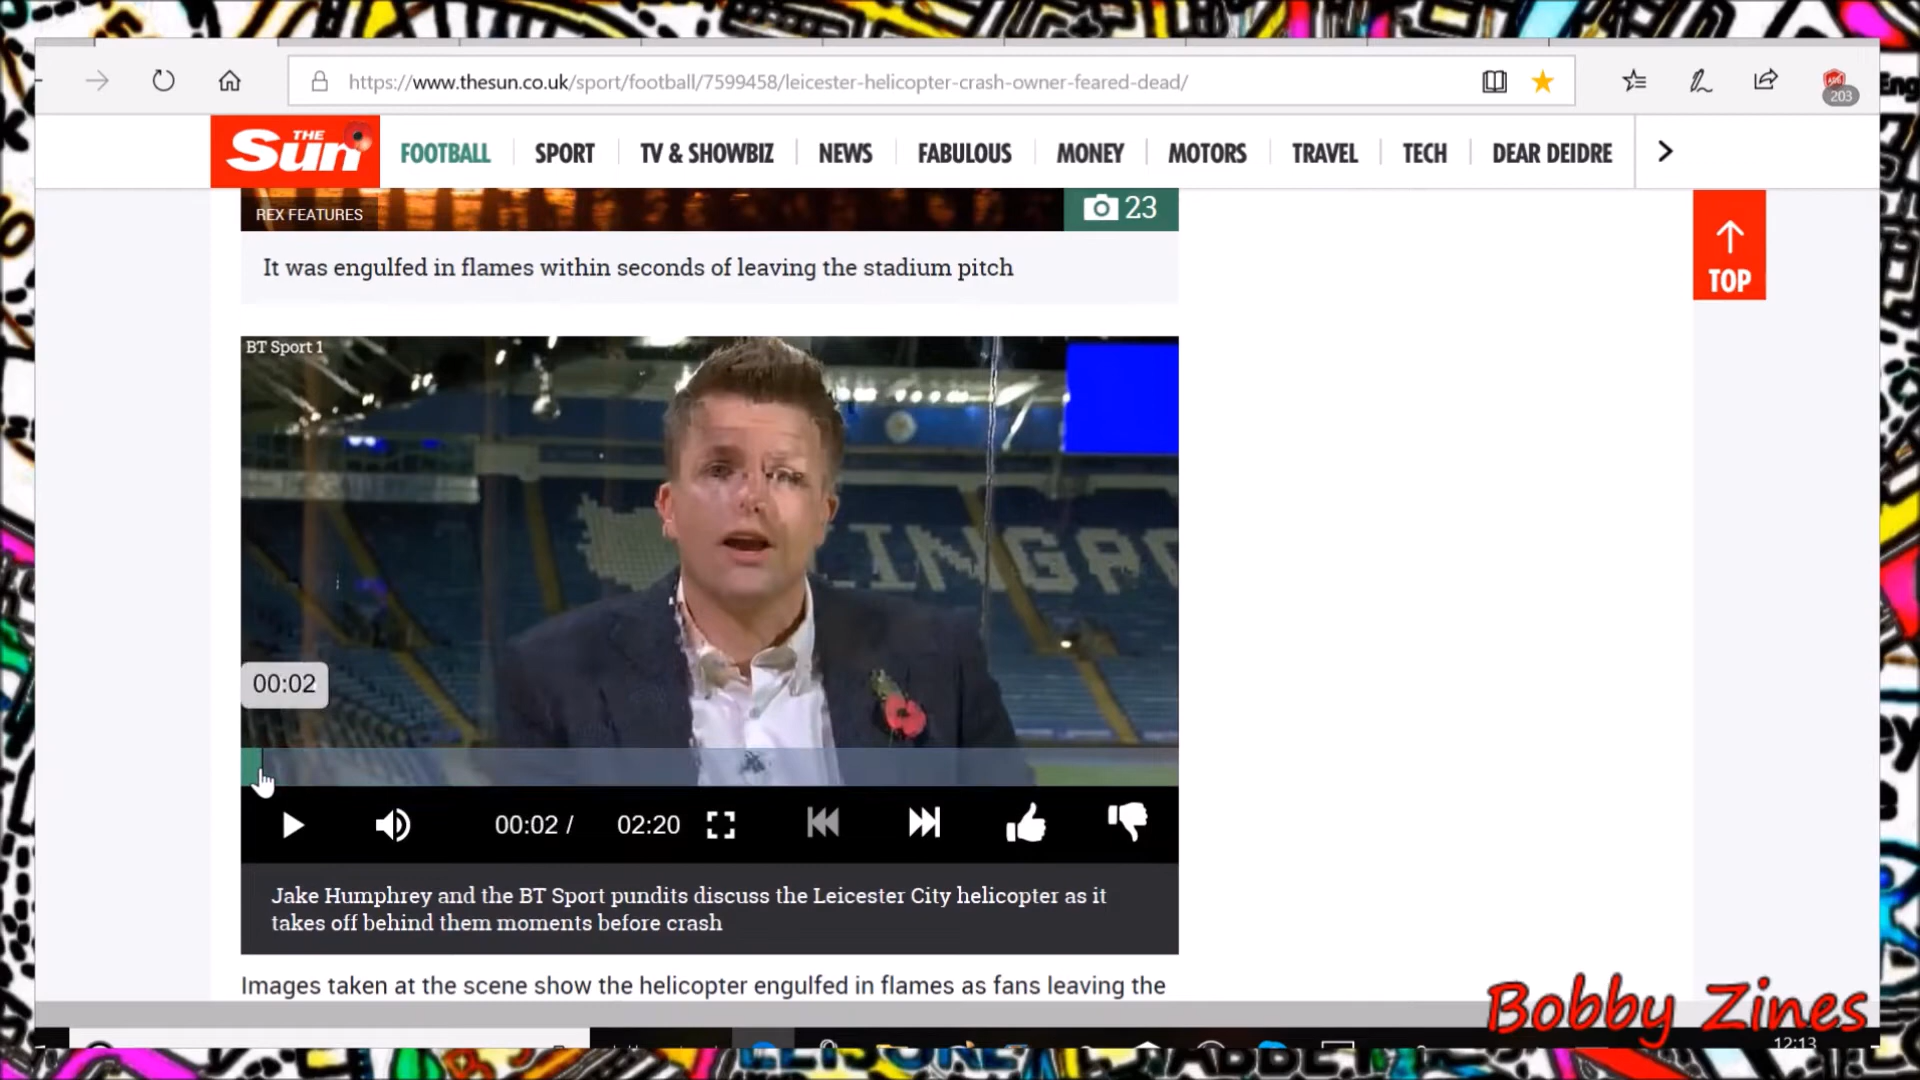 https://www.thesun.co.uk/sport/football/7599458/leicester-helicopter-crash-owner-feared-dead/
203
THE Sun
FOOTBALL SPORT TV & SHOWBIZ NEWS FABULOUS MONEY MOTORS TRAVEL TECH DEAR DEIDRE
REX FEATURES
23
TOP
It was engulfed in flames within seconds of leaving the stadium pitch
BT Sport 1
LINGPO
00:02
00:02 / 02:20
Jake Humphrey and the BT Sport pundits discuss the Leicester City helicopter as it
takes off behind them moments before crash
Images taken at the scene show the helicopter engulfed in flames as fans leaving the
Bobby Zines
12:13